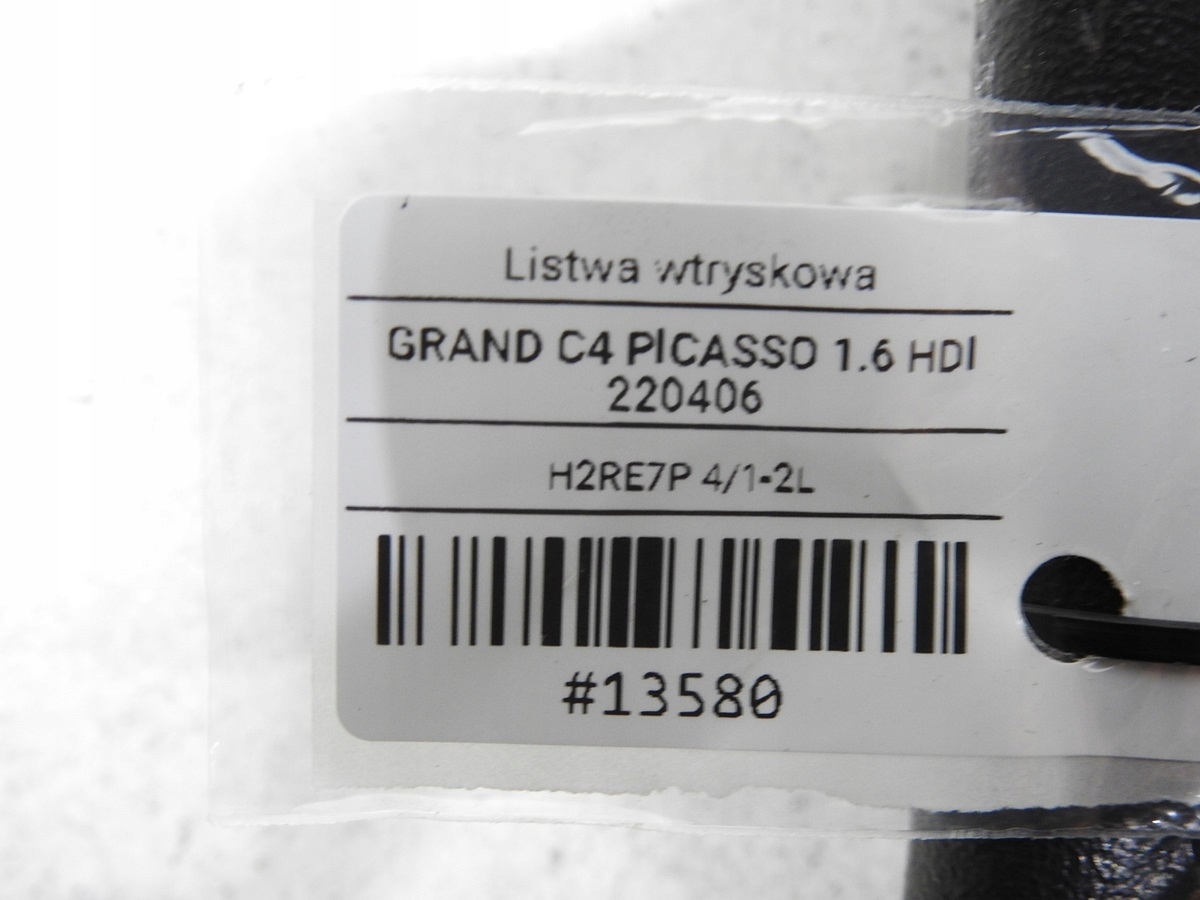 Listwa wtryskowa
GRAND C4 PICASSO 1.6 HDI
220406
H2RE7P 4/1-2L
#13580